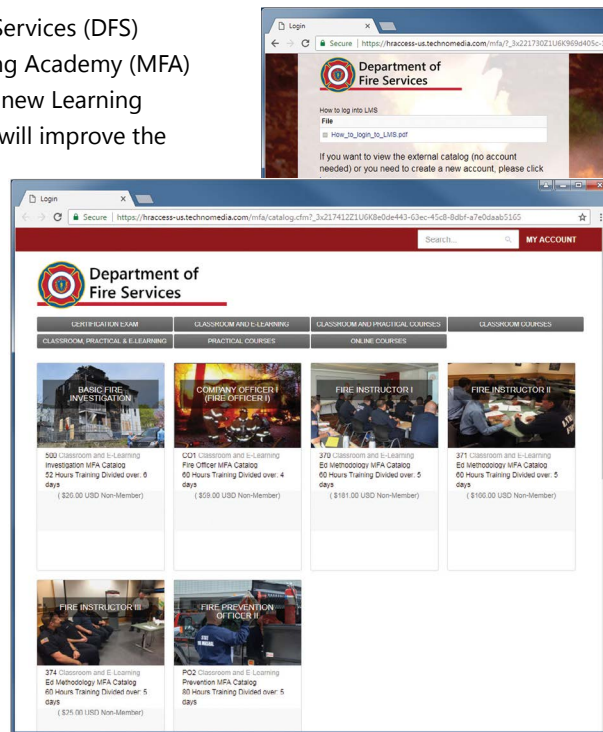 Services (DFS)
ng Academy (MFA)
new Learning
will improve the
Login
Secure | https://hraccess-us.technomedia.com/mfa/?_3x221730Z1U6K969d405c-
Department of
Fire Services
How to log into LMS
File
How_to_login_to_LMS.pdf
If you want to view the external catalog (no account
needed) or you need to create a new account, please click
Login
Secure | https://hraccess-us.technomedia.com/mfa/catalog.cfm?_3x217412Z1U6K8e0de443-63ec-45c8-8dbf-a7e0daab5165
Search...
MY ACCOUNT
Department of
Fire Services
CERTIFICATION EXAM
CLASSROOM AND E-LEARNING
CLASSROOM AND PRACTICAL COURSES
CLASSROOM COURSES
CLASSROOM, PRACTICAL & E-LEARNING
PRACTICAL COURSES
ONLINE COURSES
BASIC FIRE
INVESTIGATION
500 Classroom and E-Learning
Investigation MFA Catalog
52 Hours Training Divided over: 6
days
( $26.00 USD Non-Member)
COMPANY OFFICER I
(FIRE OFFICER I)
CO1 Classroom and E-Learning
Fire Officer MFA Catalog
60 Hours Training Divided over: 4
days
( $59.00 USD Non-Member)
FIRE INSTRUCTOR I
370 Classroom and E-Learning
Ed Methodology MFA Catalog
60 Hours Training Divided over: 5
days
( $181.00 USD Non-Member)
FIRE INSTRUCTOR II
371 Classroom and E-Learning
Ed Methodology MFA Catalog
60 Hours Training Divided over: 5
days
( $100.00 USD Non-Member)
FIRE INSTRUCTOR III
374 Classroom and E-Learning
Ed Methodology MFA Catalog
60 Hours Training Divided over: 5
days
( $25.00 USD Non-Member)
FIRE PREVENTION
OFFICER II
PO2 Classroom and E-Learning
Prevention MFA Catalog
80 Hours Training Divided over: 5
days